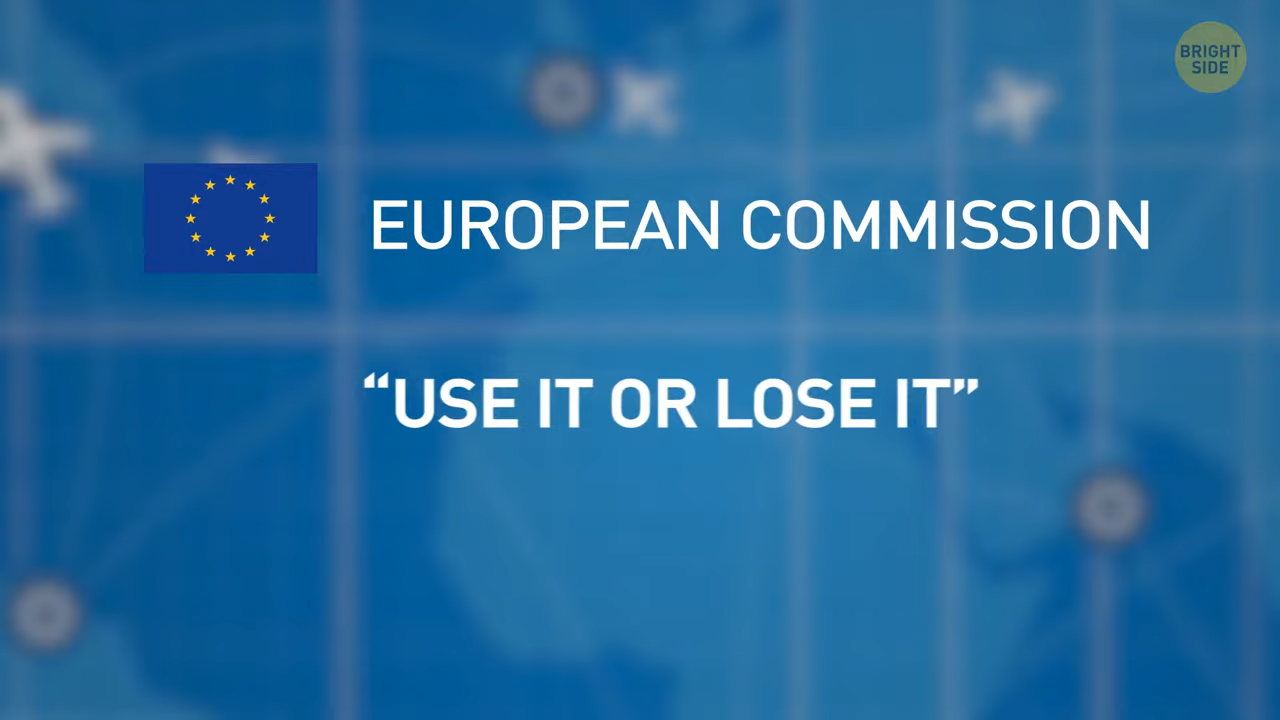 BRIGHT
SIDE
EUROPEAN COMMISSION
“USE IT OR LOSE IT”